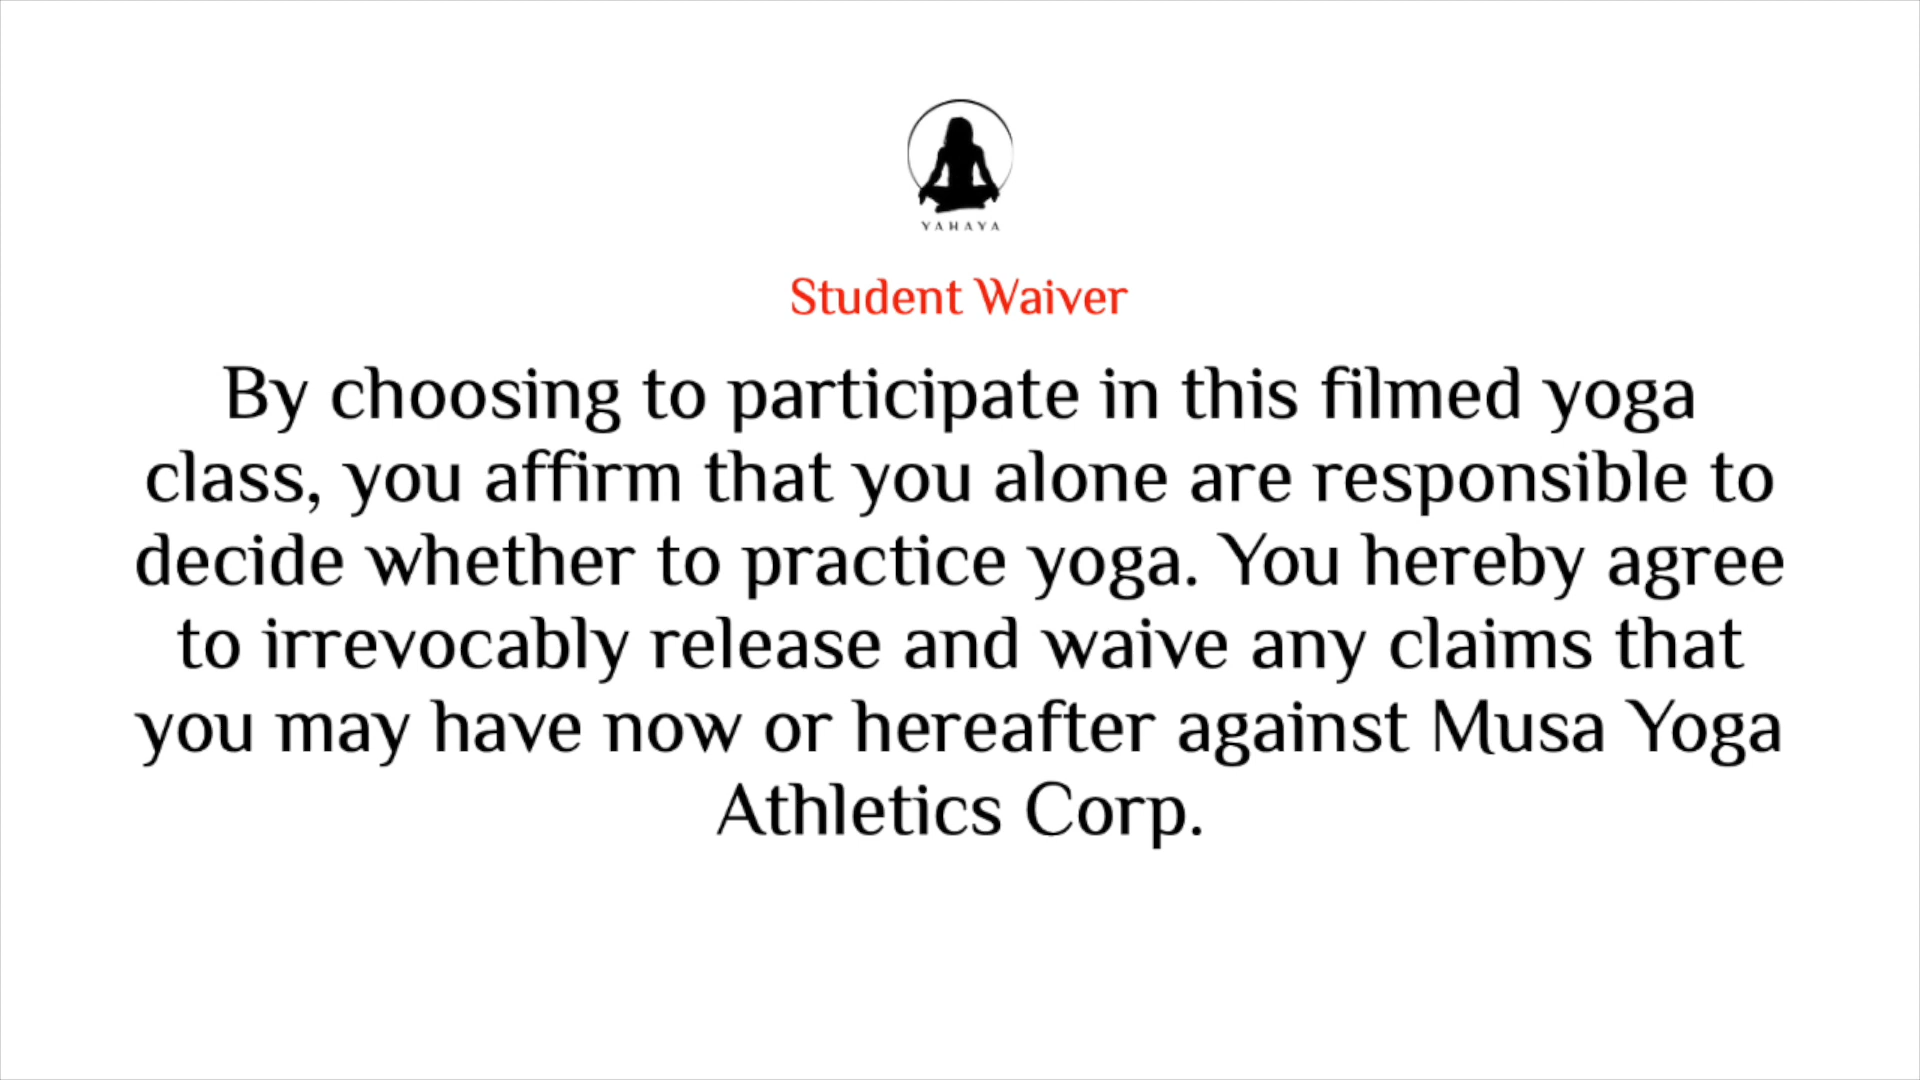 YAHAYA
Student Waiver
By choosing to participate in this filmed yoga
class, you affirm that you alone are responsible to
decide whether to practice yoga. You hereby agree
to irrevocably release and waive any claims that
you may have now or hereafter against Musa Yoga
Athletics Corp.